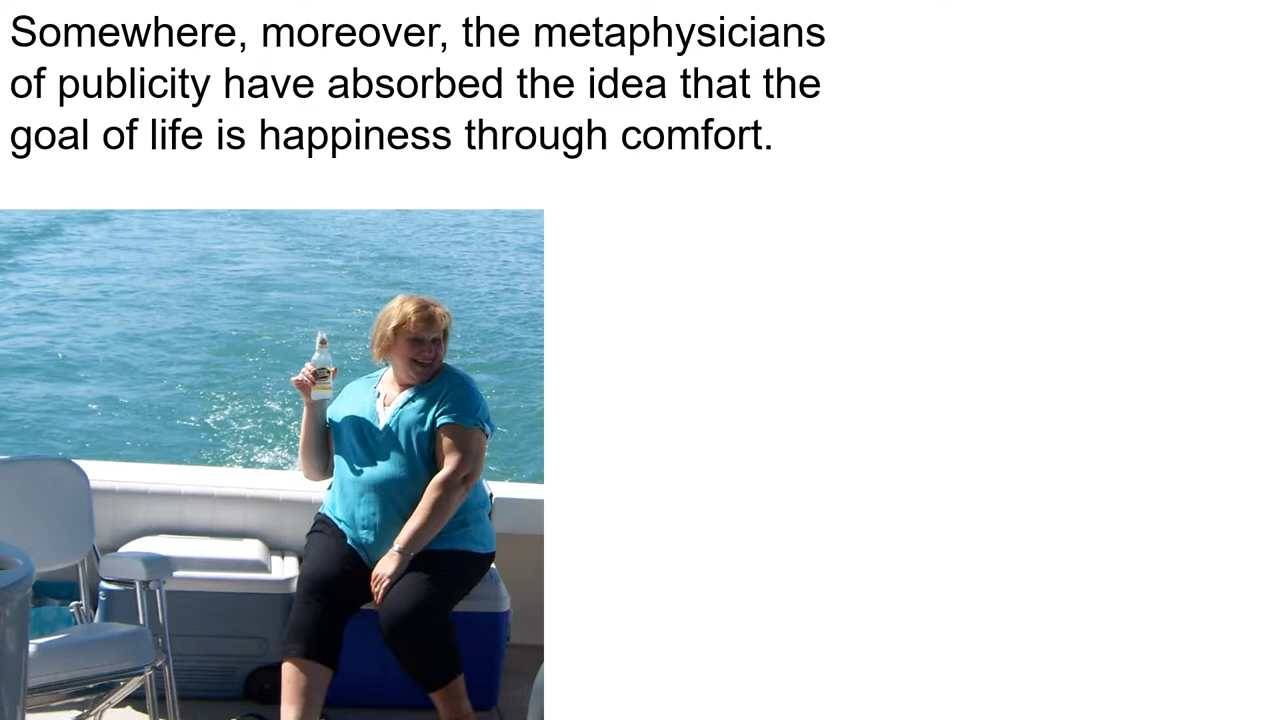 Somewhere, moreover, the metaphysicians
of publicity have absorbed the idea that the
goal of life is happiness through comfort.